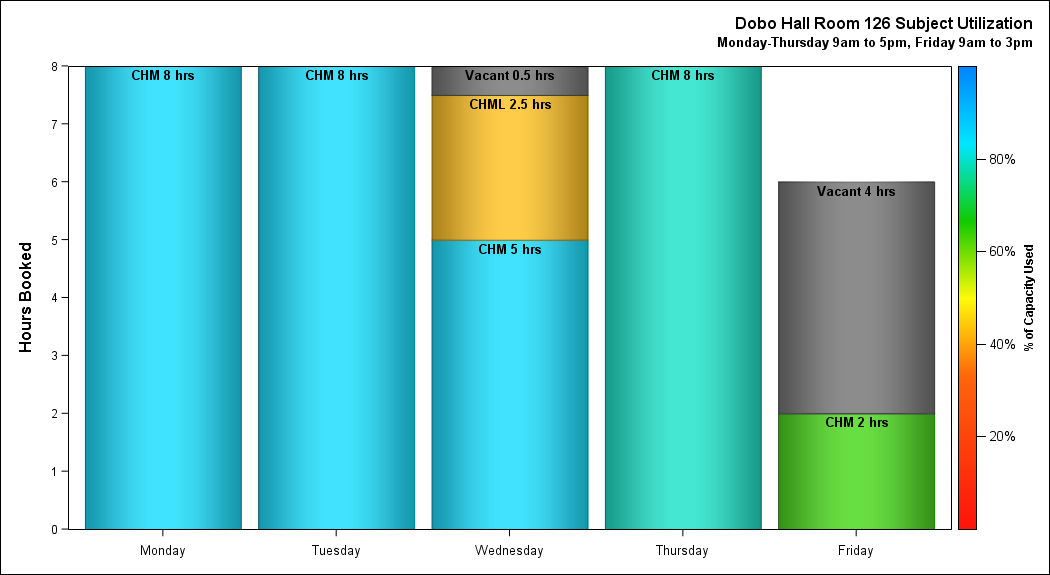 Dobo Hall Room 126 Subject Utilization
Monday-Thursday 9am to 5pm, Friday 9am to 3pm
Hours Booked
8
7
6
5
4
3
2
1
0
CHM 8 hrs
CHM 8 hrs
Vacant 0.5 hrs
CHML 2.5 hrs
CHM 5 hrs
CHM 8 hrs
Vacant 4 hrs
CHM 2 hrs
Monday
Tuesday
Wednesday
Thursday
Friday
80%
60%
40%
20%
% of Capacity Used